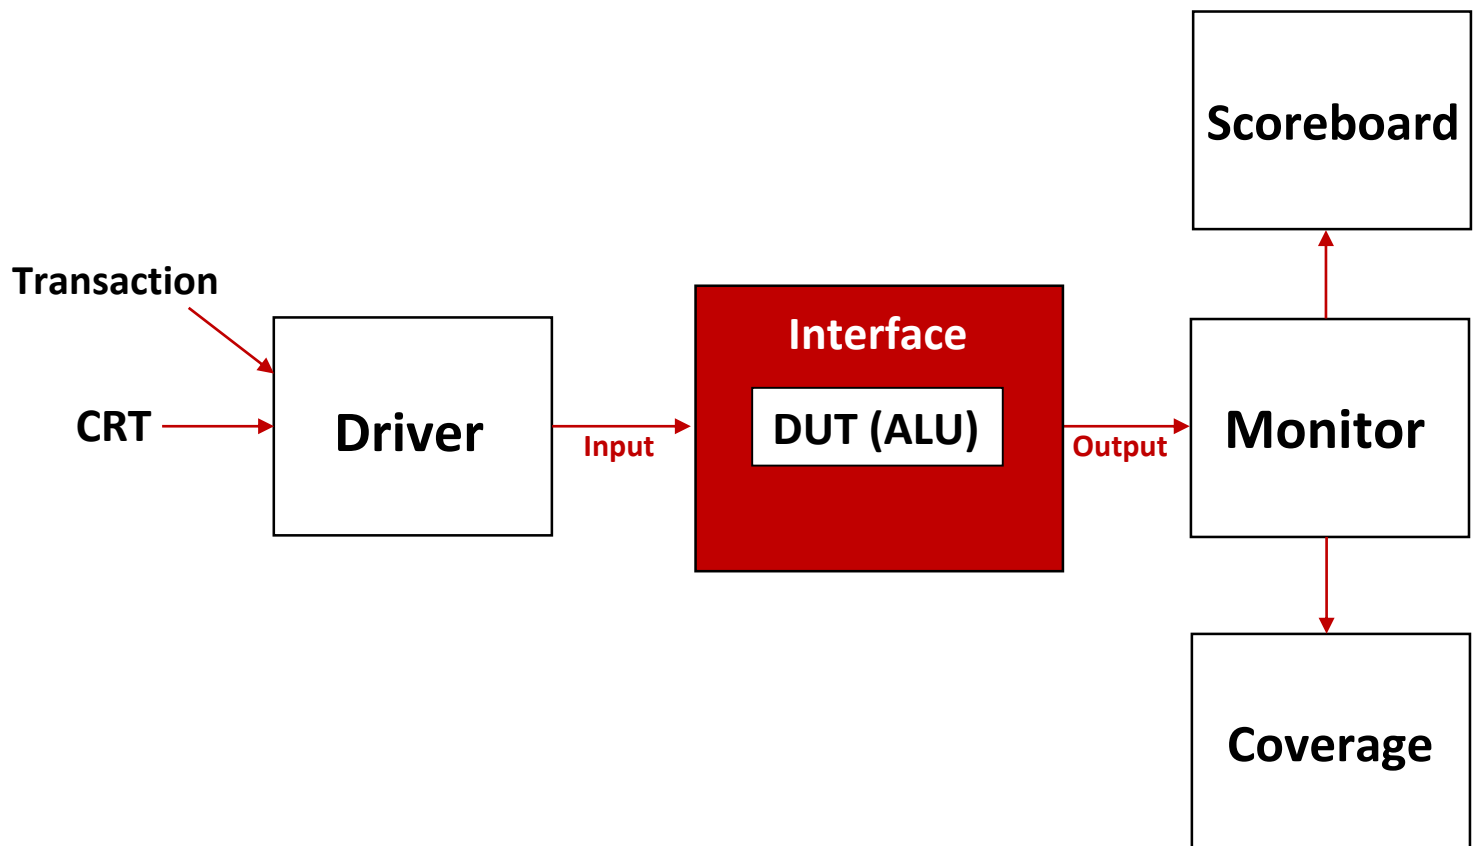 Scoreboard
Transaction
Interface
CRT
Driver
Input
DUT (ALU)
Output
Monitor
Coverage